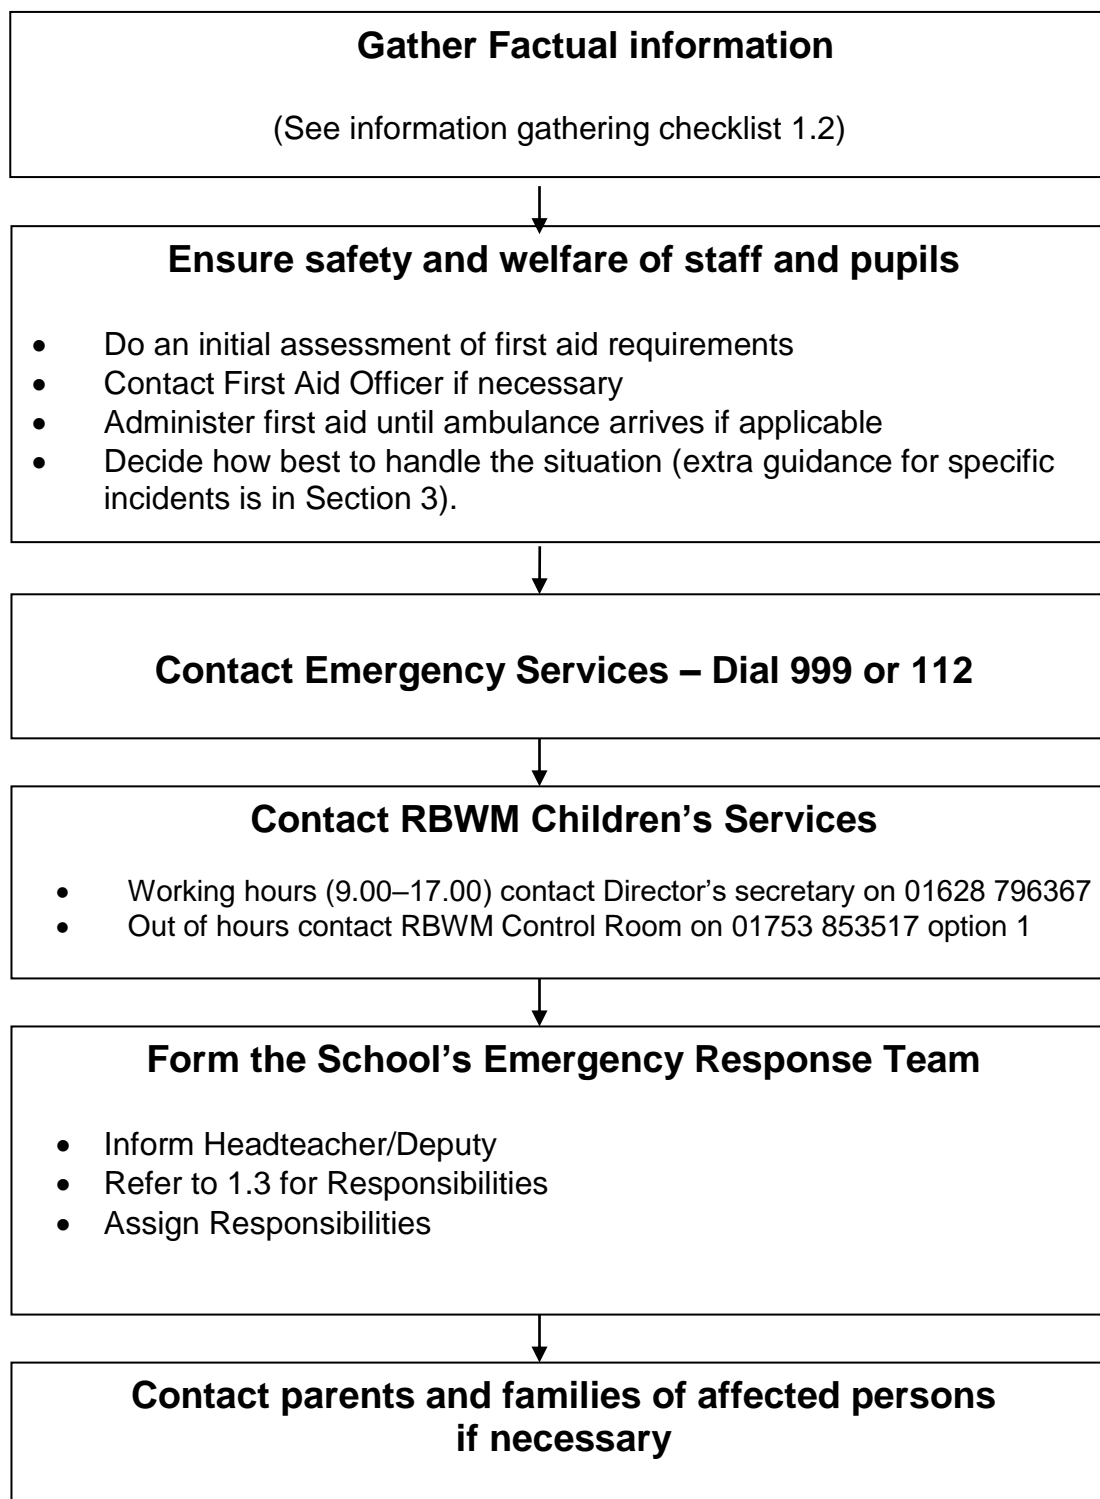 Gather Factual information
(See information gathering checklist 1.2)
Ensure safety and welfare of staff and pupils
• Do an initial assessment of first aid requirements
• Contact First Aid Officer if necessary
• Administer first aid until ambulance arrives if applicable
• Decide how best to handle the situation (extra guidance for specific
incidents is in Section 3).
Contact Emergency Services – Dial 999 or 112
Contact RBWM Children’s Services
• Working hours (9.00–17.00) contact Director’s secretary on 01628 796367
• Out of hours contact RBWM Control Room on 01753 853517 option 1
Form the School’s Emergency Response Team
• Inform Headteacher/Deputy
• Refer to 1.3 for Responsibilities
• Assign Responsibilities
Contact parents and families of affected persons
if necessary